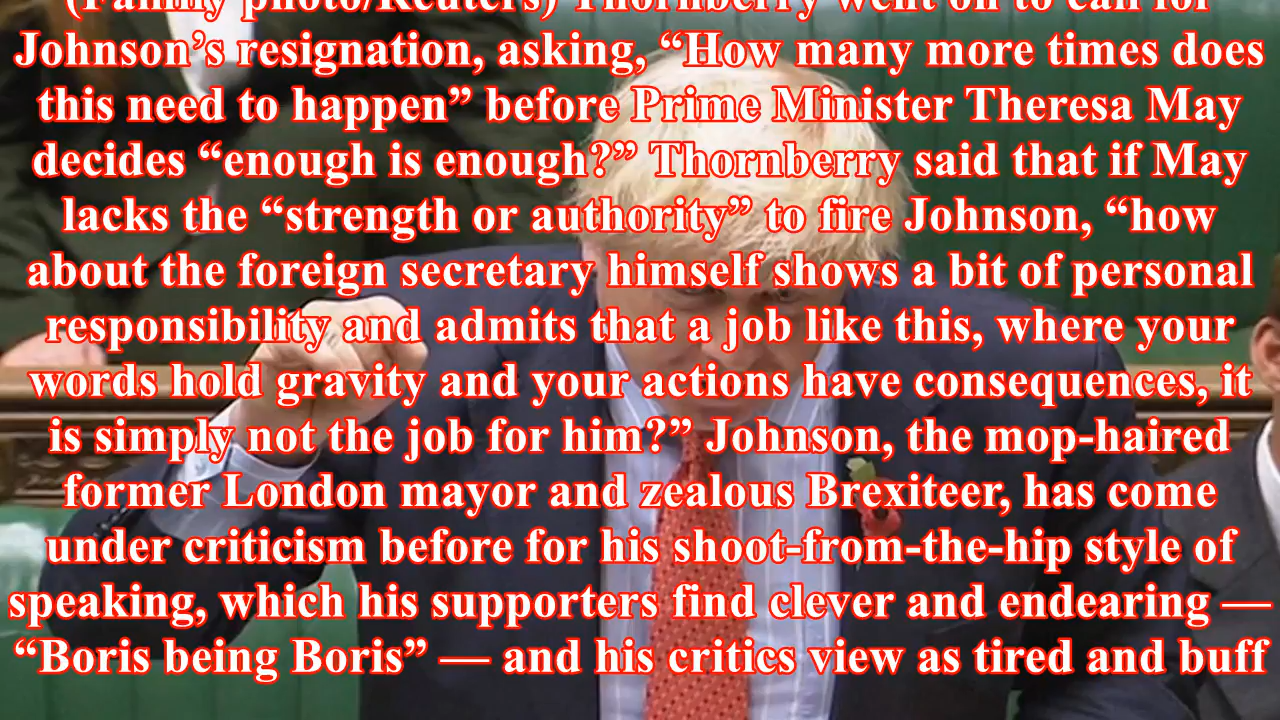 (Family photo/Reuters) Thornberry went on to call for
Johnson’s resignation, asking, “How many more times does
this need to happen” before Prime Minister Theresa May
decides “enough is enough?” Thornberry said that if May
lacks the “strength or authority” to fire Johnson, “how
about the foreign secretary himself shows a bit of personal
responsibility and admits that a job like this, where your
words hold gravity and your actions have consequences, it
is simply not the job for him?” Johnson, the mop-haired
former London mayor and zealous Brexiteer, has come
under criticism before for his shoot-from-the-hip style of
speaking, which his supporters find clever and endearing —
“Boris being Boris” — and his critics view as tired and buff